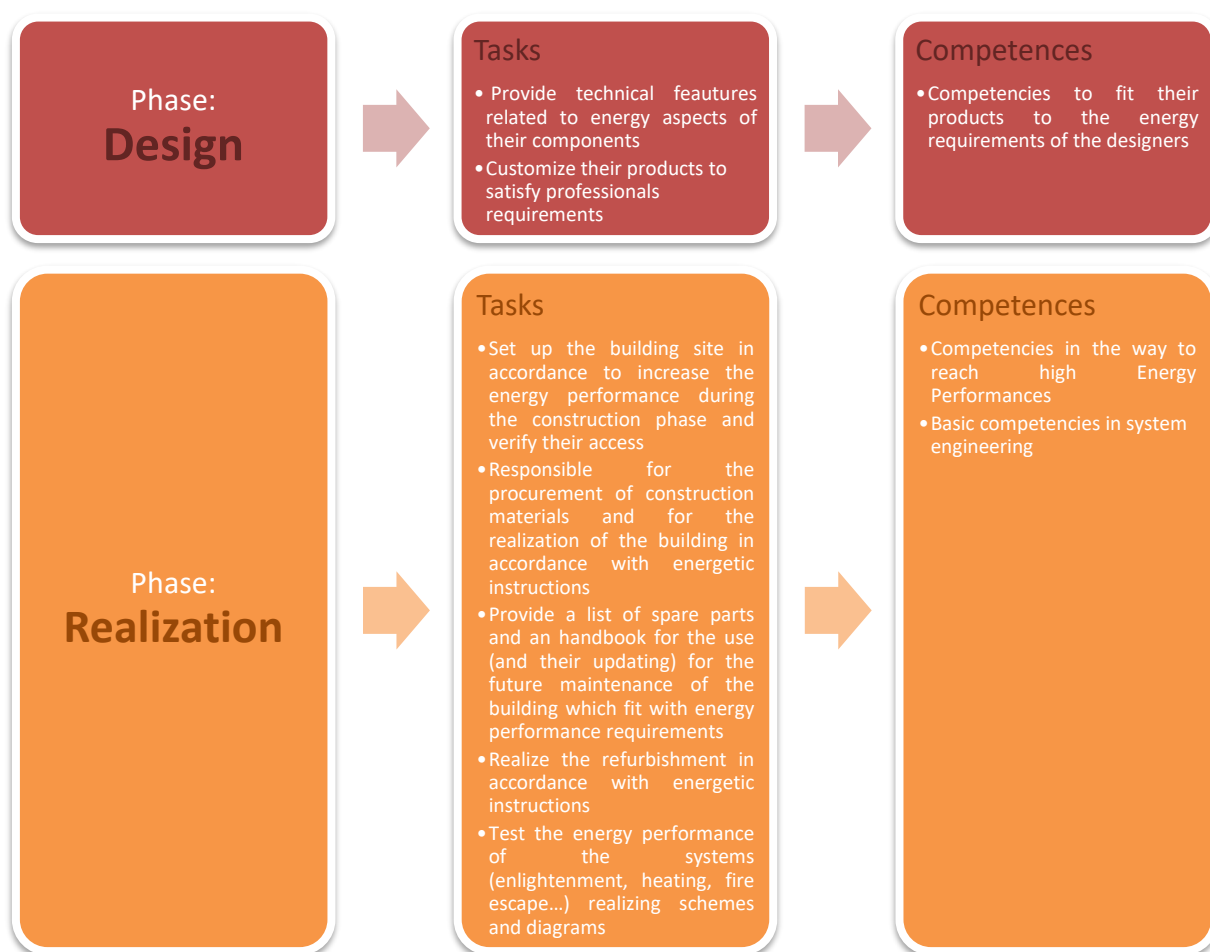 Phase:
Design
Tasks
• Provide technical feautures
related to energy aspects of
their components
• Customize their products to
satisfy professionals
requirements
Competences
• Competencies to fit their
products to the energy
requirements of the designers
Phase:
Realization
Tasks
• Set up the building site in
accordance to increase the
energy performance during
the construction phase and
verify their access
• Responsible for the
procurement of construction
materials and for the
realization of the building in
accordance with energetic
instructions
• Provide a list of spare parts
and an handbook for the use
(and their updating) for the
future maintenance of the
building which fit with energy
performance requirements
• Realize the refurbishment in
accordance with energetic
instructions
• Test the energy performance
of the systems
(enlightenment, heating, fire
escape…) realizing schemes
and diagrams
Competences
• Competencies in the way to
reach high Energy
Performances
• Basic competencies in system
engineering